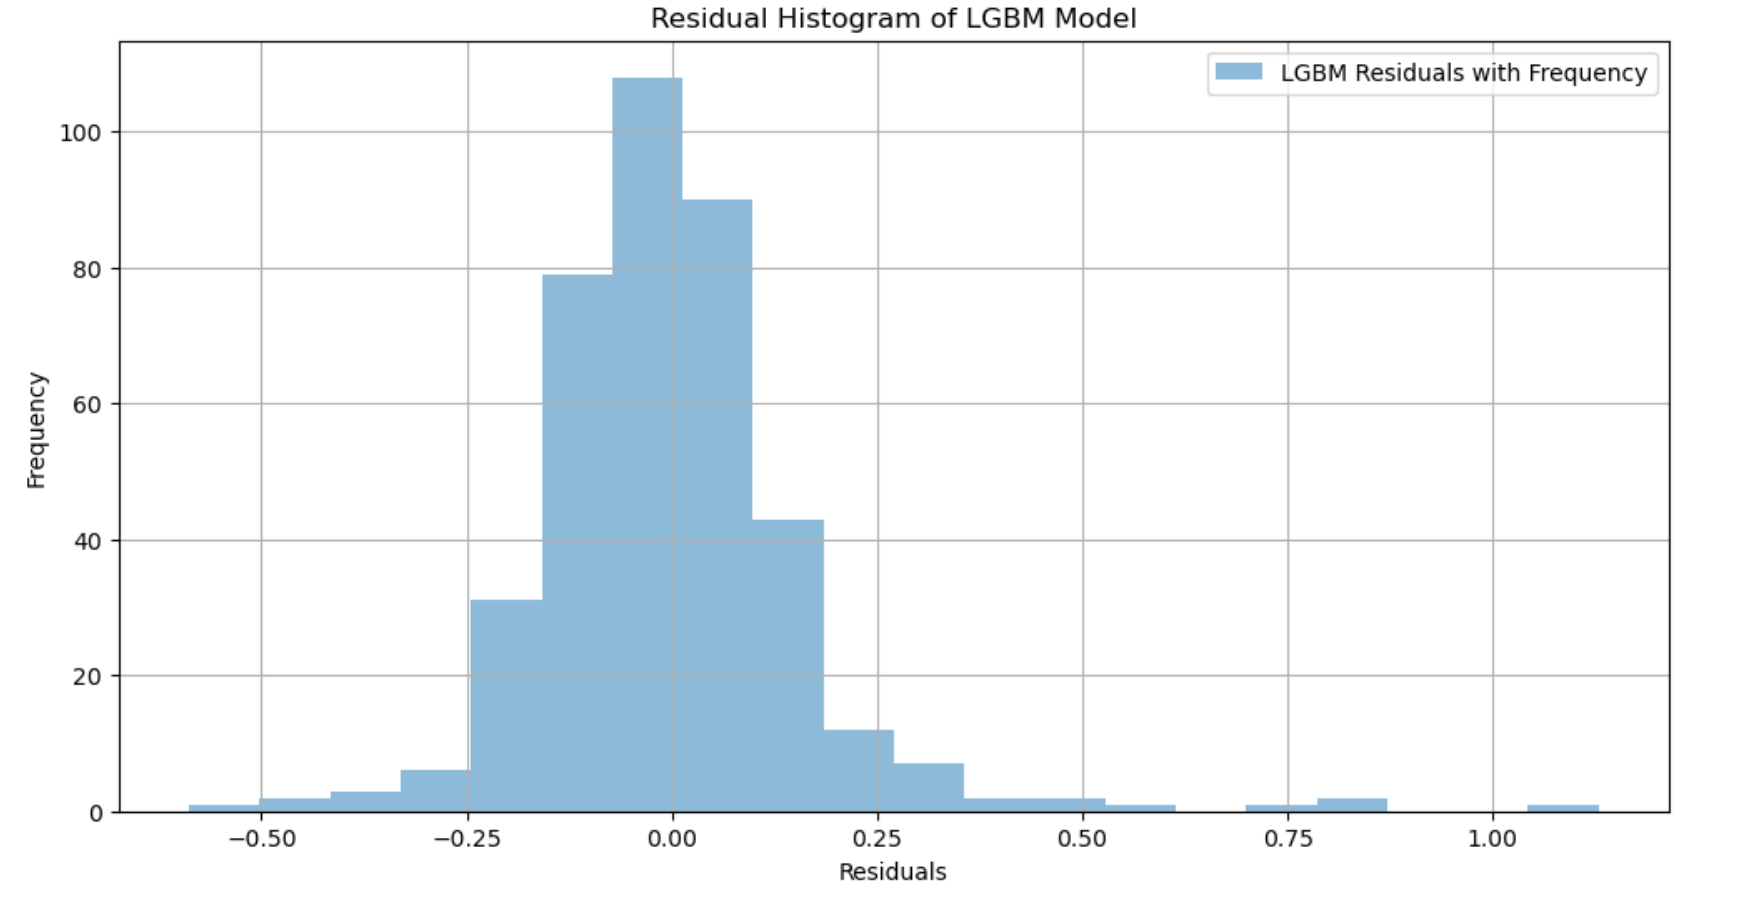 Residual Histogram of LGBM Model
LGBM Residuals with Frequency
100
80
60
40
20
0
Frequency
−0.50 −0.25 0.00 0.25 0.50 0.75 1.00
Residuals